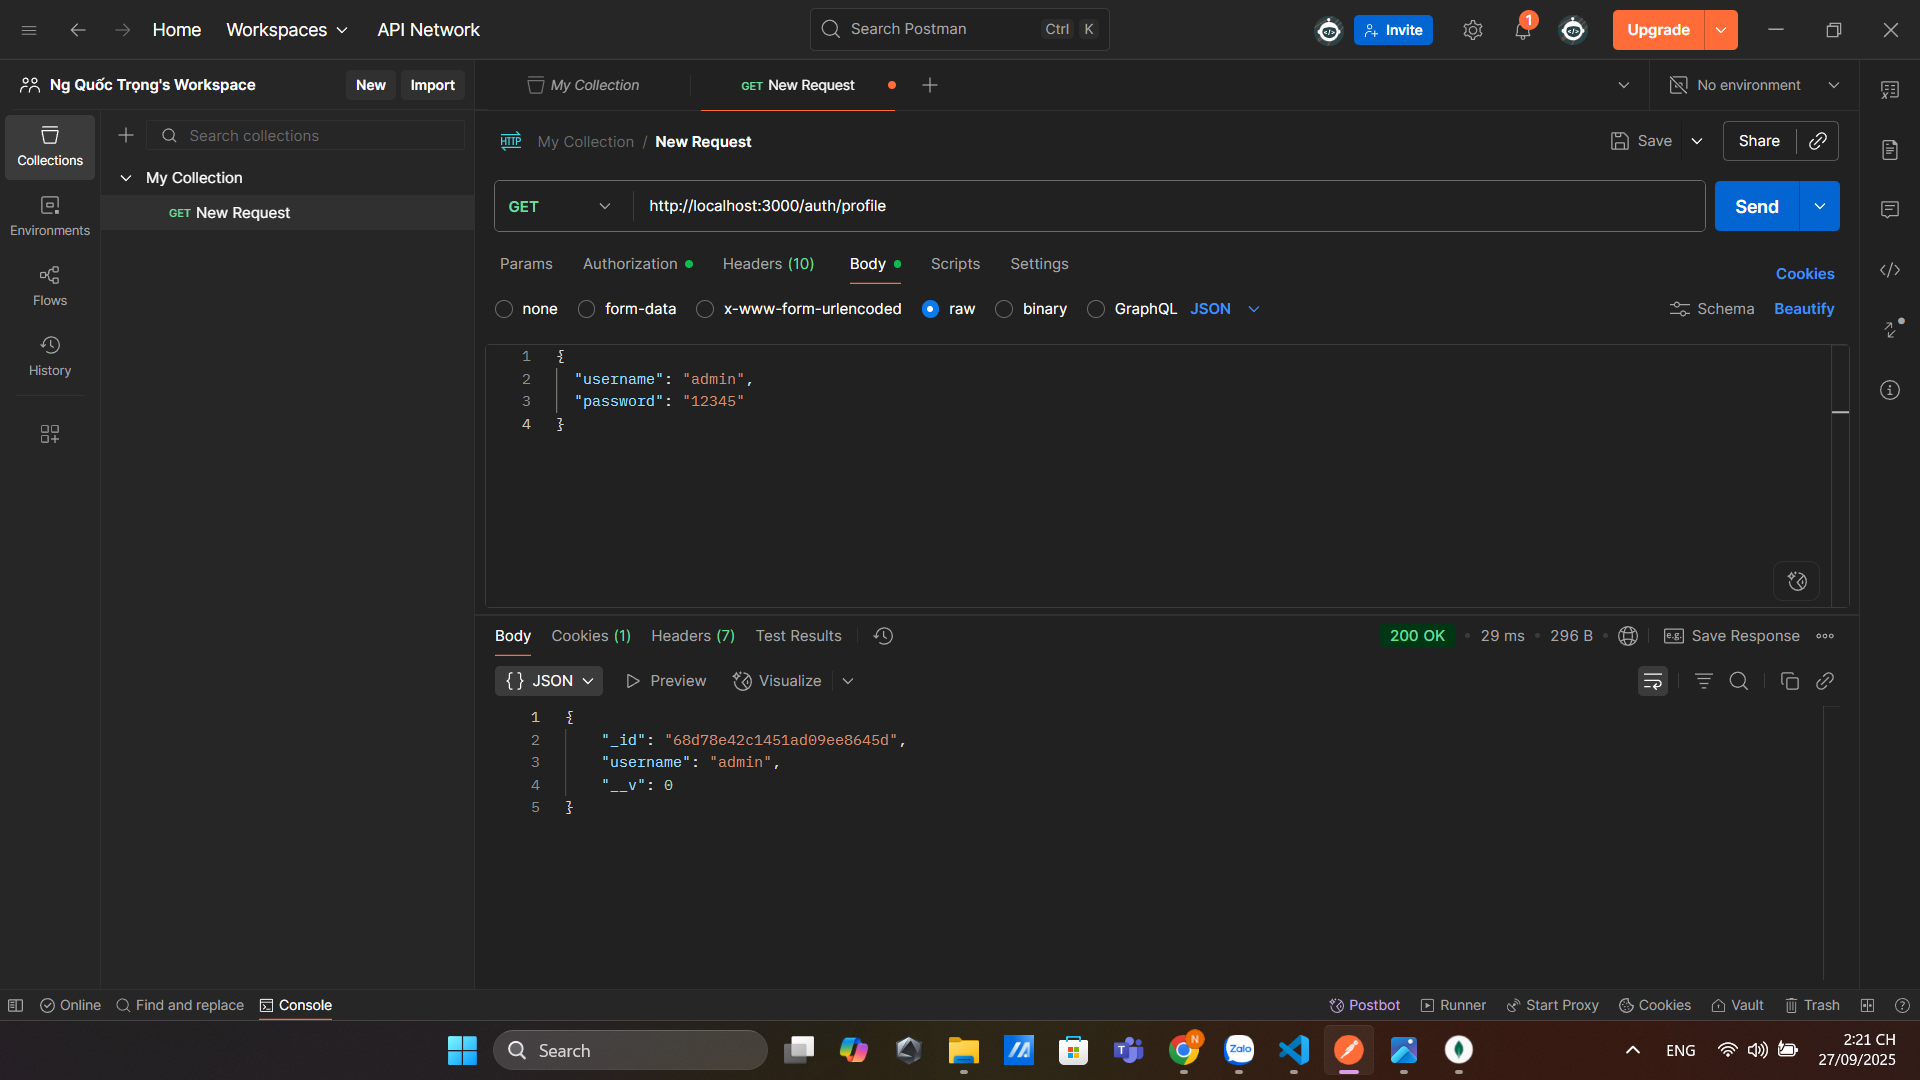 Home Workspaces API Network Search Postman Ctrl K Invite 1 Upgrade
Ng Quốc Trọng's Workspace New Import My Collection GET New Request No environment
Collections
Environments
Flows
History
Search collections
My Collection
GET New Request
HTTP My Collection / New Request Save Share
GET http://localhost:3000/auth/profile Send
Params Authorization Headers (10) Body Scripts Settings Cookies
none form-data x-www-form-urlencoded raw binary GraphQL JSON Schema Beautify
1 {
2 "username": "admin",
3 "password": "12345"
4 }
Body Cookies (1) Headers (7) Test Results 200 OK • 29 ms • 296 B • e.g. Save Response
{} JSON Preview Visualize
1 {
2 "_id": "68d78e42c1451ad09ee8645d",
3 "username": "admin",
4 "__v": 0
5 }
Online Find and replace Console Postbot Runner Start Proxy Cookies Vault Trash
Search Zalo N ENG 2:21 CH
27/09/2025